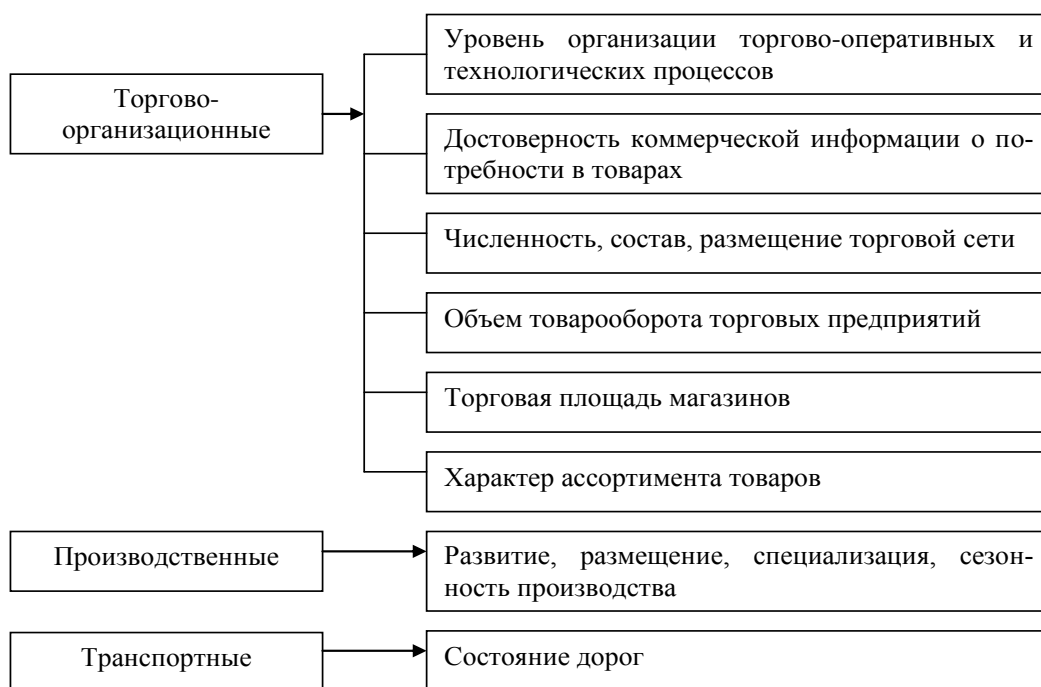 Торгово-
организационные
Уровень организации торгово-оперативных и
технологических процессов
Достоверность коммерческой информации о по-
требности в товарах
Численность, состав, размещение торговой сети
Объем товарооборота торговых предприятий
Торговая площадь магазинов
Характер ассортимента товаров
Производственные
Развитие, размещение, специализация, сезон-
ность производства
Транспортные
Состояние дорог